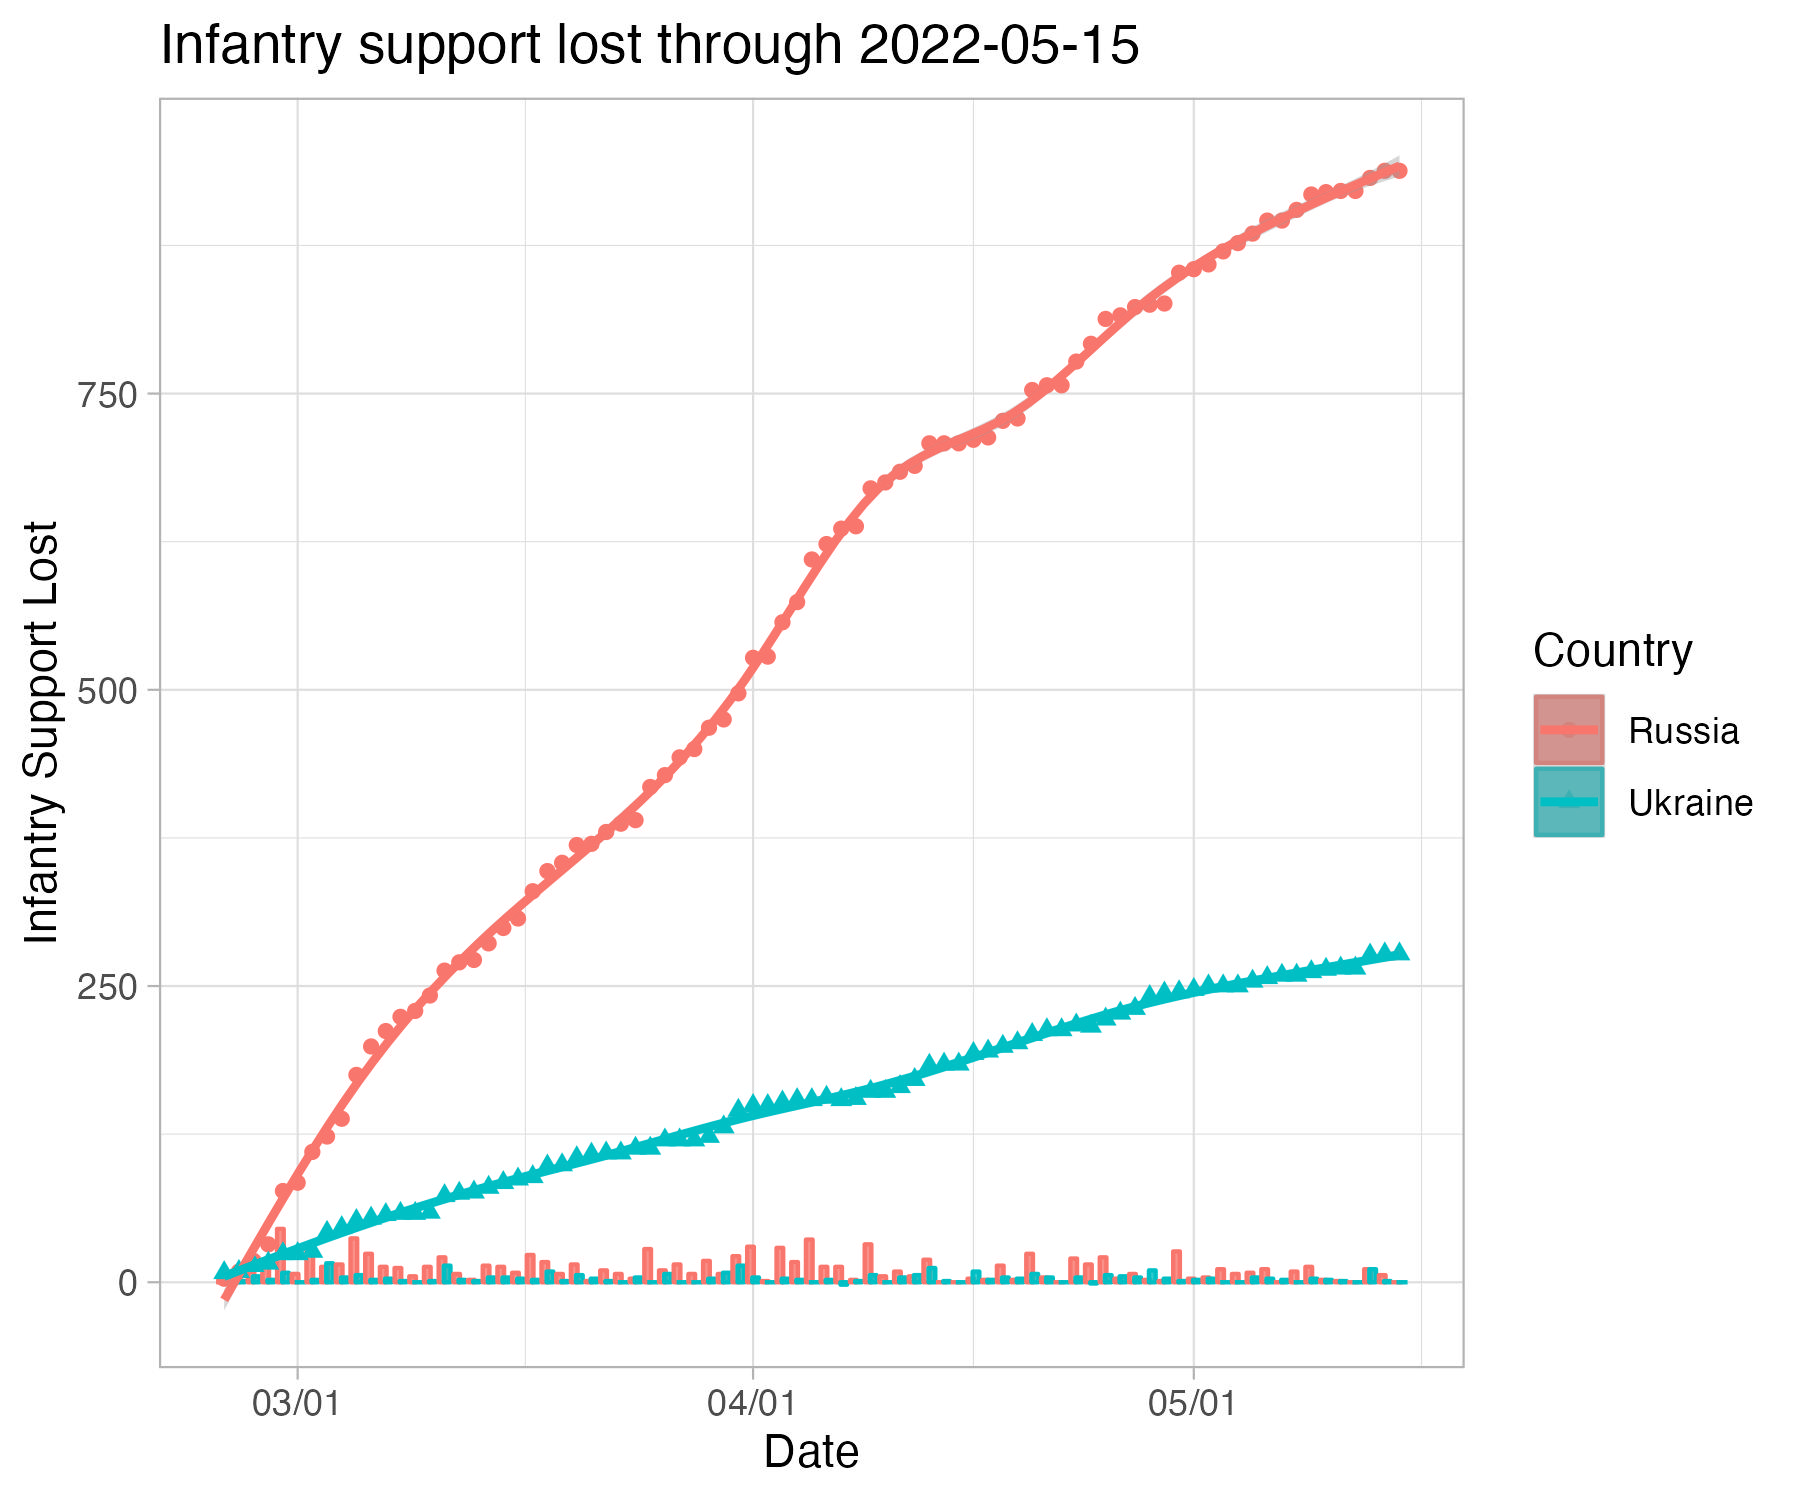 Infantry support lost through 2022-05-15
Infantry Support Lost
750
500
250
0
03/01 04/01 05/01
Date
Country
Russia
Ukraine